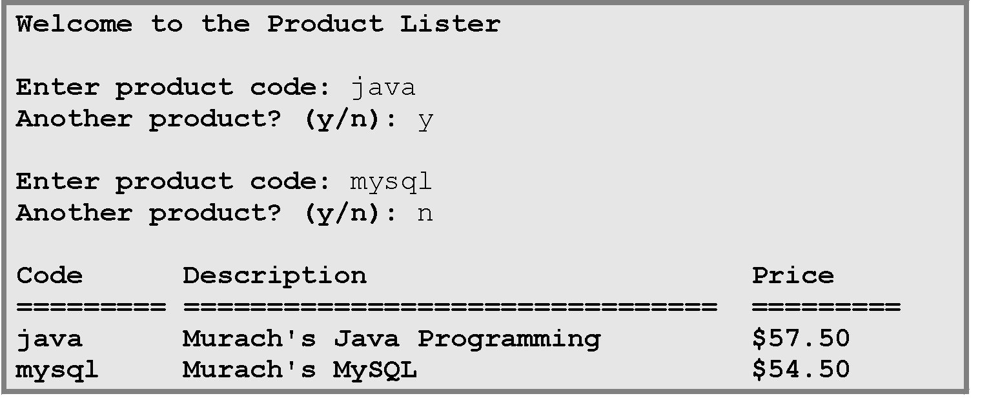 Welcome to the Product Lister
Enter product code: java
Another product? (y/n): y
Enter product code: mysql
Another product? (y/n): n
Code      Description                       Price
========= ================================  =========
java      Murach's Java Programming         $57.50
mysql     Murach's MySQL                    $54.50